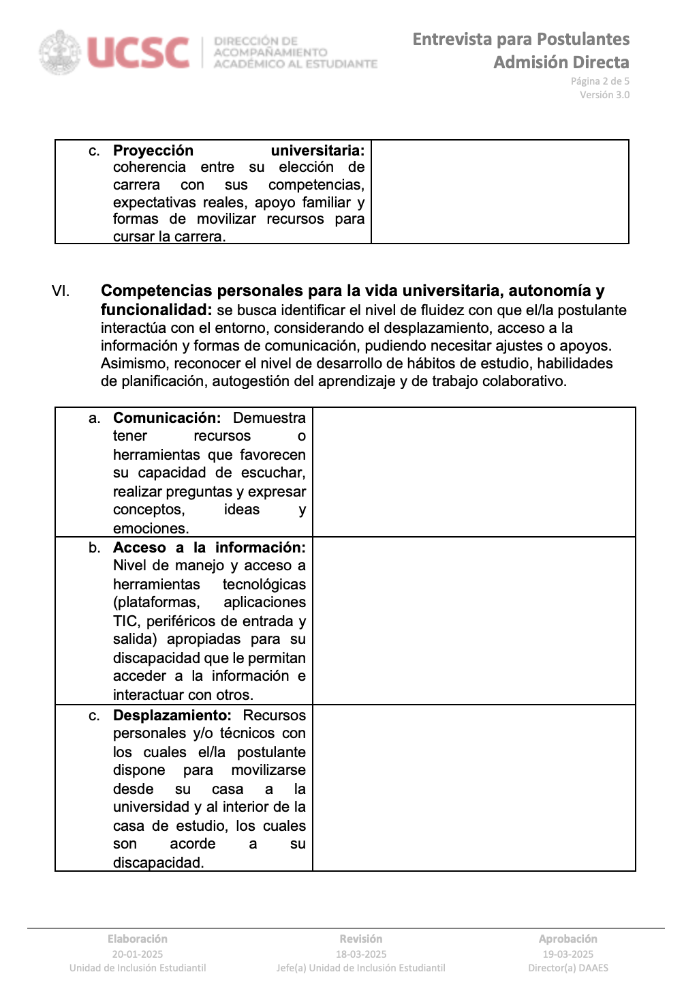 UCSC
DIRECCIÓN DE
ACOMPAÑAMIENTO
ACADÉMICO AL ESTUDIANTE
Entrevista para Postulantes
Admisión Directa
Página 2 de 5
Versión 3.0
c. Proyección universitaria:
coherencia entre su elección de
carrera con sus competencias,
expectativas reales, apoyo familiar y
formas de movilizar recursos para
cursar la carrera.
VI. Competencias personales para la vida universitaria, autonomía y
funcionalidad: se busca identificar el nivel de fluidez con que el/la postulante
interactúa con el entorno, considerando el desplazamiento, acceso a la
información y formas de comunicación, pudiendo necesitar ajustes o apoyos.
Asimismo, reconocer el nivel de desarrollo de hábitos de estudio, habilidades
de planificación, autogestión del aprendizaje y de trabajo colaborativo.
a. Comunicación: Demuestra
tener recursos o
herramientas que favorecen
su capacidad de escuchar,
realizar preguntas y expresar
conceptos, ideas y
emociones.
b. Acceso a la información:
Nivel de manejo y acceso a
herramientas tecnológicas
(plataformas, aplicaciones
TIC, periféricos de entrada y
salida) apropiadas para su
discapacidad que le permitan
acceder a la información e
interactuar con otros.
c. Desplazamiento: Recursos
personales y/o técnicos con
los cuales el/la postulante
dispone para movilizarse
desde su casa a la
universidad y al interior de la
casa de estudio, los cuales
son acorde a su
discapacidad.
Elaboración
20-01-2025
Unidad de Inclusión Estudiantil
Revisión
18-03-2025
Jefe(a) Unidad de Inclusión Estudiantil
Aprobación
19-03-2025
Director(a) DAAES